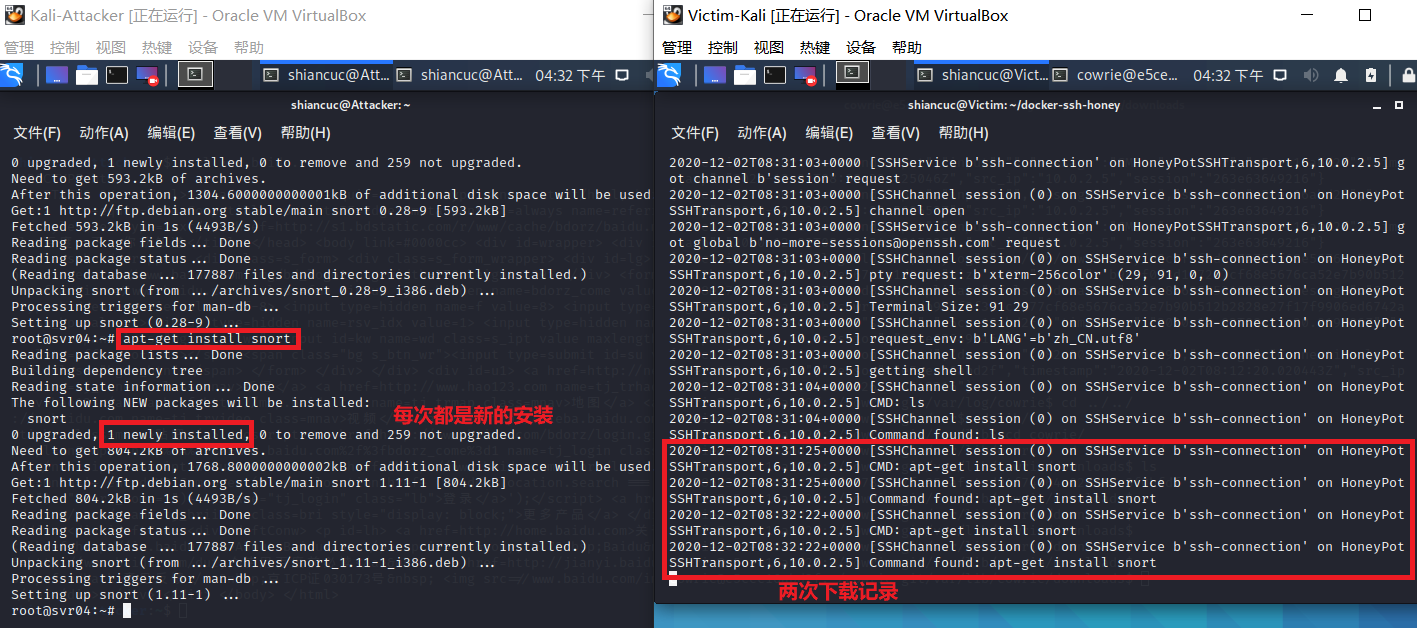 Kali-Attacker [正在运行] - Oracle VM VirtualBox
管理 控制 视图 热键 设备 帮助
shiancuc@Att... shiancuc@Att... 04:32 下午
shiancuc@Attacker: ~
文件(F) 动作(A) 编辑(E) 查看(V) 帮助(H)
0 upgraded, 1 newly installed, 0 to remove and 259 not upgraded.
Need to get 593.2kB of archives.
After this operation, 1304.6000000000001kB of additional disk space will be used
Get:1 http://ftp.debian.org stable/main snort 0.28-9 [593.2kB]
Fetched 593.2kB in 1s (4493B/s)
Reading package fields... Done
Reading package status... Done
(Reading database ... 177887 files and directories currently installed.)
Unpacking snort (from .../archives/snort_0.28-9_i386.deb) ...
Processing triggers for man-db ...
Setting up snort (0.28-9) ...
root@svr04:~# apt-get install snort
Reading package lists... Done
Building dependency tree
Reading state information... Done
The following NEW packages will be installed:
snort
每次都是新的安装
0 upgraded, 1 newly installed, 0 to remove and 259 not upgraded.
Need to get 804.2kB of archives.
After this operation, 1768.8000000000002kB of additional disk space will be used
Get:1 http://ftp.debian.org stable/main snort 1.11-1 [804.2kB]
Fetched 804.2kB in 1s (4493B/s)
Reading package fields... Done
Reading package status... Done
(Reading database ... 177887 files and directories currently installed.)
Unpacking snort (from .../archives/snort_1.11-1_i386.deb) ...
Processing triggers for man-db ...
Setting up snort (1.11-1) ...
root@svr04:~#
Victim-Kali [正在运行] - Oracle VM VirtualBox
管理 控制 视图 热键 设备 帮助
shiancuc@Vict... cowrie@e5ce... 04:32 下午
shiancuc@Victim: ~/docker-ssh-honey
文件(F) 动作(A) 编辑(E) 查看(V) 帮助(H)
2020-12-02T08:31:03+0000 [SSHService b'ssh-connection' on HoneyPotSSHTransport,6,10.0.2.5] g
ot channel b'session' request
2020-12-02T08:31:03+0000 [SSHChannel session (0) on SSHService b'ssh-connection' on HoneyPot
SSHTransport,6,10.0.2.5] channel open
2020-12-02T08:31:03+0000 [SSHService b'ssh-connection' on HoneyPotSSHTransport,6,10.0.2.5] g
ot global b'no-more-sessions@openssh.com' request
2020-12-02T08:31:03+0000 [SSHChannel session (0) on SSHService b'ssh-connection' on HoneyPot
SSHTransport,6,10.0.2.5] pty request: b'xterm-256color' (29, 91, 0, 0)
2020-12-02T08:31:03+0000 [SSHChannel session (0) on SSHService b'ssh-connection' on HoneyPot
SSHTransport,6,10.0.2.5] Terminal Size: 91 29
2020-12-02T08:31:03+0000 [SSHChannel session (0) on SSHService b'ssh-connection' on HoneyPot
SSHTransport,6,10.0.2.5] request_env: b'LANG'=b'zh_CN.utf8'
2020-12-02T08:31:03+0000 [SSHChannel session (0) on SSHService b'ssh-connection' on HoneyPot
SSHTransport,6,10.0.2.5] getting shell
2020-12-02T08:31:04+0000 [SSHChannel session (0) on SSHService b'ssh-connection' on HoneyPot
SSHTransport,6,10.0.2.5] CMD: ls
2020-12-02T08:31:04+0000 [SSHChannel session (0) on SSHService b'ssh-connection' on HoneyPot
SSHTransport,6,10.0.2.5] Command found: ls
2020-12-02T08:31:25+0000 [SSHChannel session (0) on SSHService b'ssh-connection' on HoneyPot
SSHTransport,6,10.0.2.5] CMD: apt-get install snort
2020-12-02T08:31:25+0000 [SSHChannel session (0) on SSHService b'ssh-connection' on HoneyPot
SSHTransport,6,10.0.2.5] Command found: apt-get install snort
2020-12-02T08:32:22+0000 [SSHChannel session (0) on SSHService b'ssh-connection' on HoneyPot
SSHTransport,6,10.0.2.5] CMD: apt-get install snort
2020-12-02T08:32:22+0000 [SSHChannel session (0) on SSHService b'ssh-connection' on HoneyPot
SSHTransport,6,10.0.2.5] Command found: apt-get install snort
两次下载记录